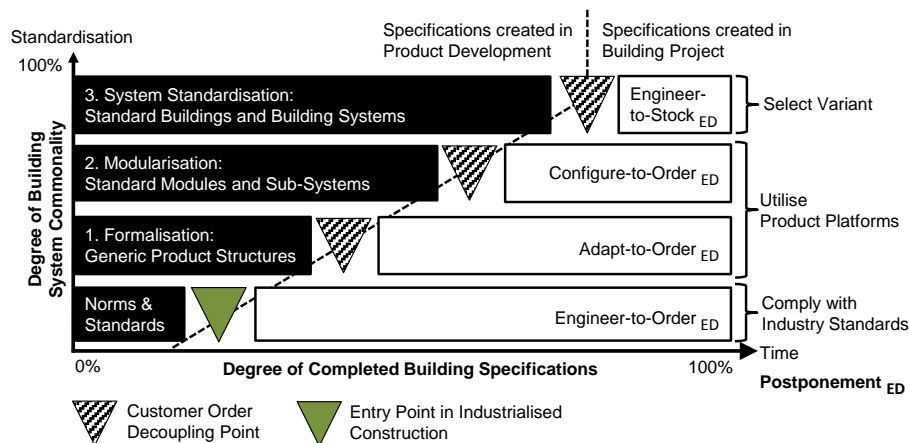 Standardisation
100%
Specifications created in
Product Development
Specifications created in
Building Project
Degree of Building
System Commonality
3. System Standardisation:
Standard Buildings and Building Systems
Engineer-
to-Stock ED
Select Variant
2. Modularisation:
Standard Modules and Sub-Systems
Configure-to-Order ED
Utilise
Product Platforms
1. Formalisation:
Generic Product Structures
Adapt-to-Order ED
Norms &
Standards
Engineer-to-Order ED
Comply with
Industry Standards
Time
0%
Degree of Completed Building Specifications
100%
Postponement ED
Customer Order
Decoupling Point
Entry Point in Industrialised
Construction